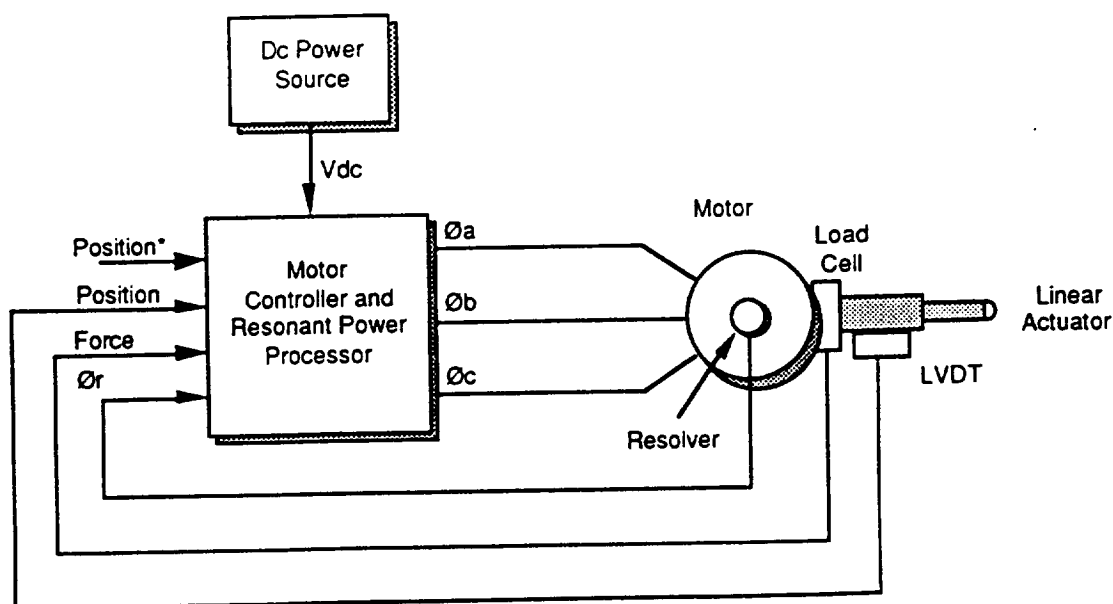 Dc Power
Source
Vdc
Position*
Position
Force
Ør
Motor
Controller and
Resonant Power
Processor
Øa
Øb
Øc
Motor
Load
Cell
Linear
Actuator
LVDT
Resolver